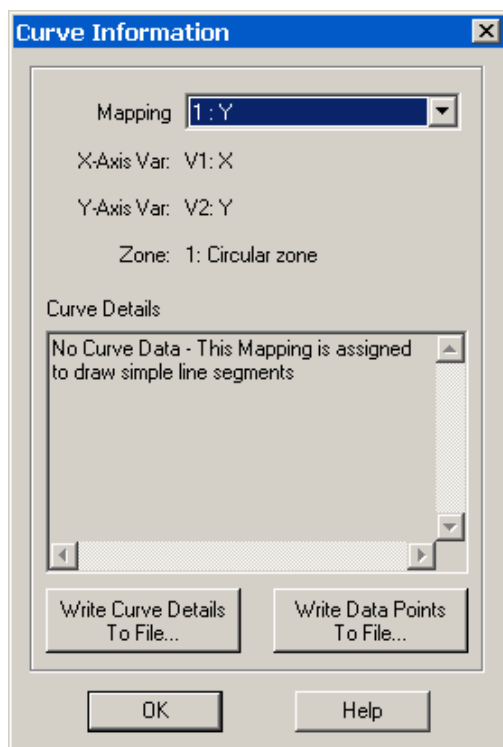 Curve Information
Mapping 1 : Y
X-Axis Var: V1: X
Y-Axis Var: V2: Y
Zone: 1: Circular zone
Curve Details
No Curve Data - This Mapping is assigned
to draw simple line segments
Write Curve Details
To File...
Write Data Points
To File...
OK Help